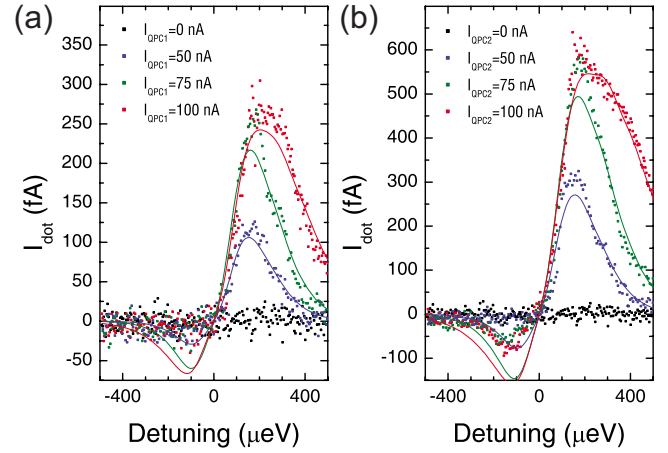 (a)
I_QPC1=0 nA
I_QPC1=50 nA
I_QPC1=75 nA
I_QPC1=100 nA
350
300
250
200
150
100
50
0
-50
I_dot (fA)
-400
0
400
Detuning (μeV)
(b)
I_QPC2=0 nA
I_QPC2=50 nA
I_QPC2=75 nA
I_QPC2=100 nA
600
500
400
300
200
100
0
-100
I_dot (fA)
-400
0
400
Detuning (μeV)